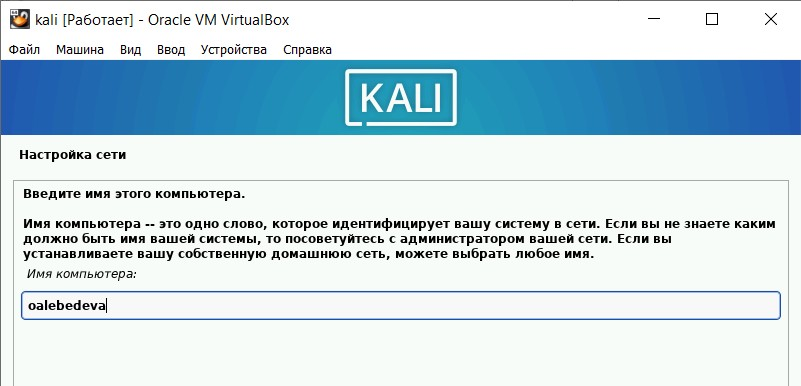 kali [Работает] - Oracle VM VirtualBox
Файл Машина Вид Ввод Устройства Справка
KALI
Настройка сети
Введите имя этого компьютера.
Имя компьютера -- это одно слово, которое идентифицирует вашу систему в сети. Если вы не знаете каким
должно быть имя вашей системы, то посоветуйтесь с администратором вашей сети. Если вы
устанавливаете вашу собственную домашнюю сеть, можете выбрать любое имя.
Имя компьютера:
oalebedeva